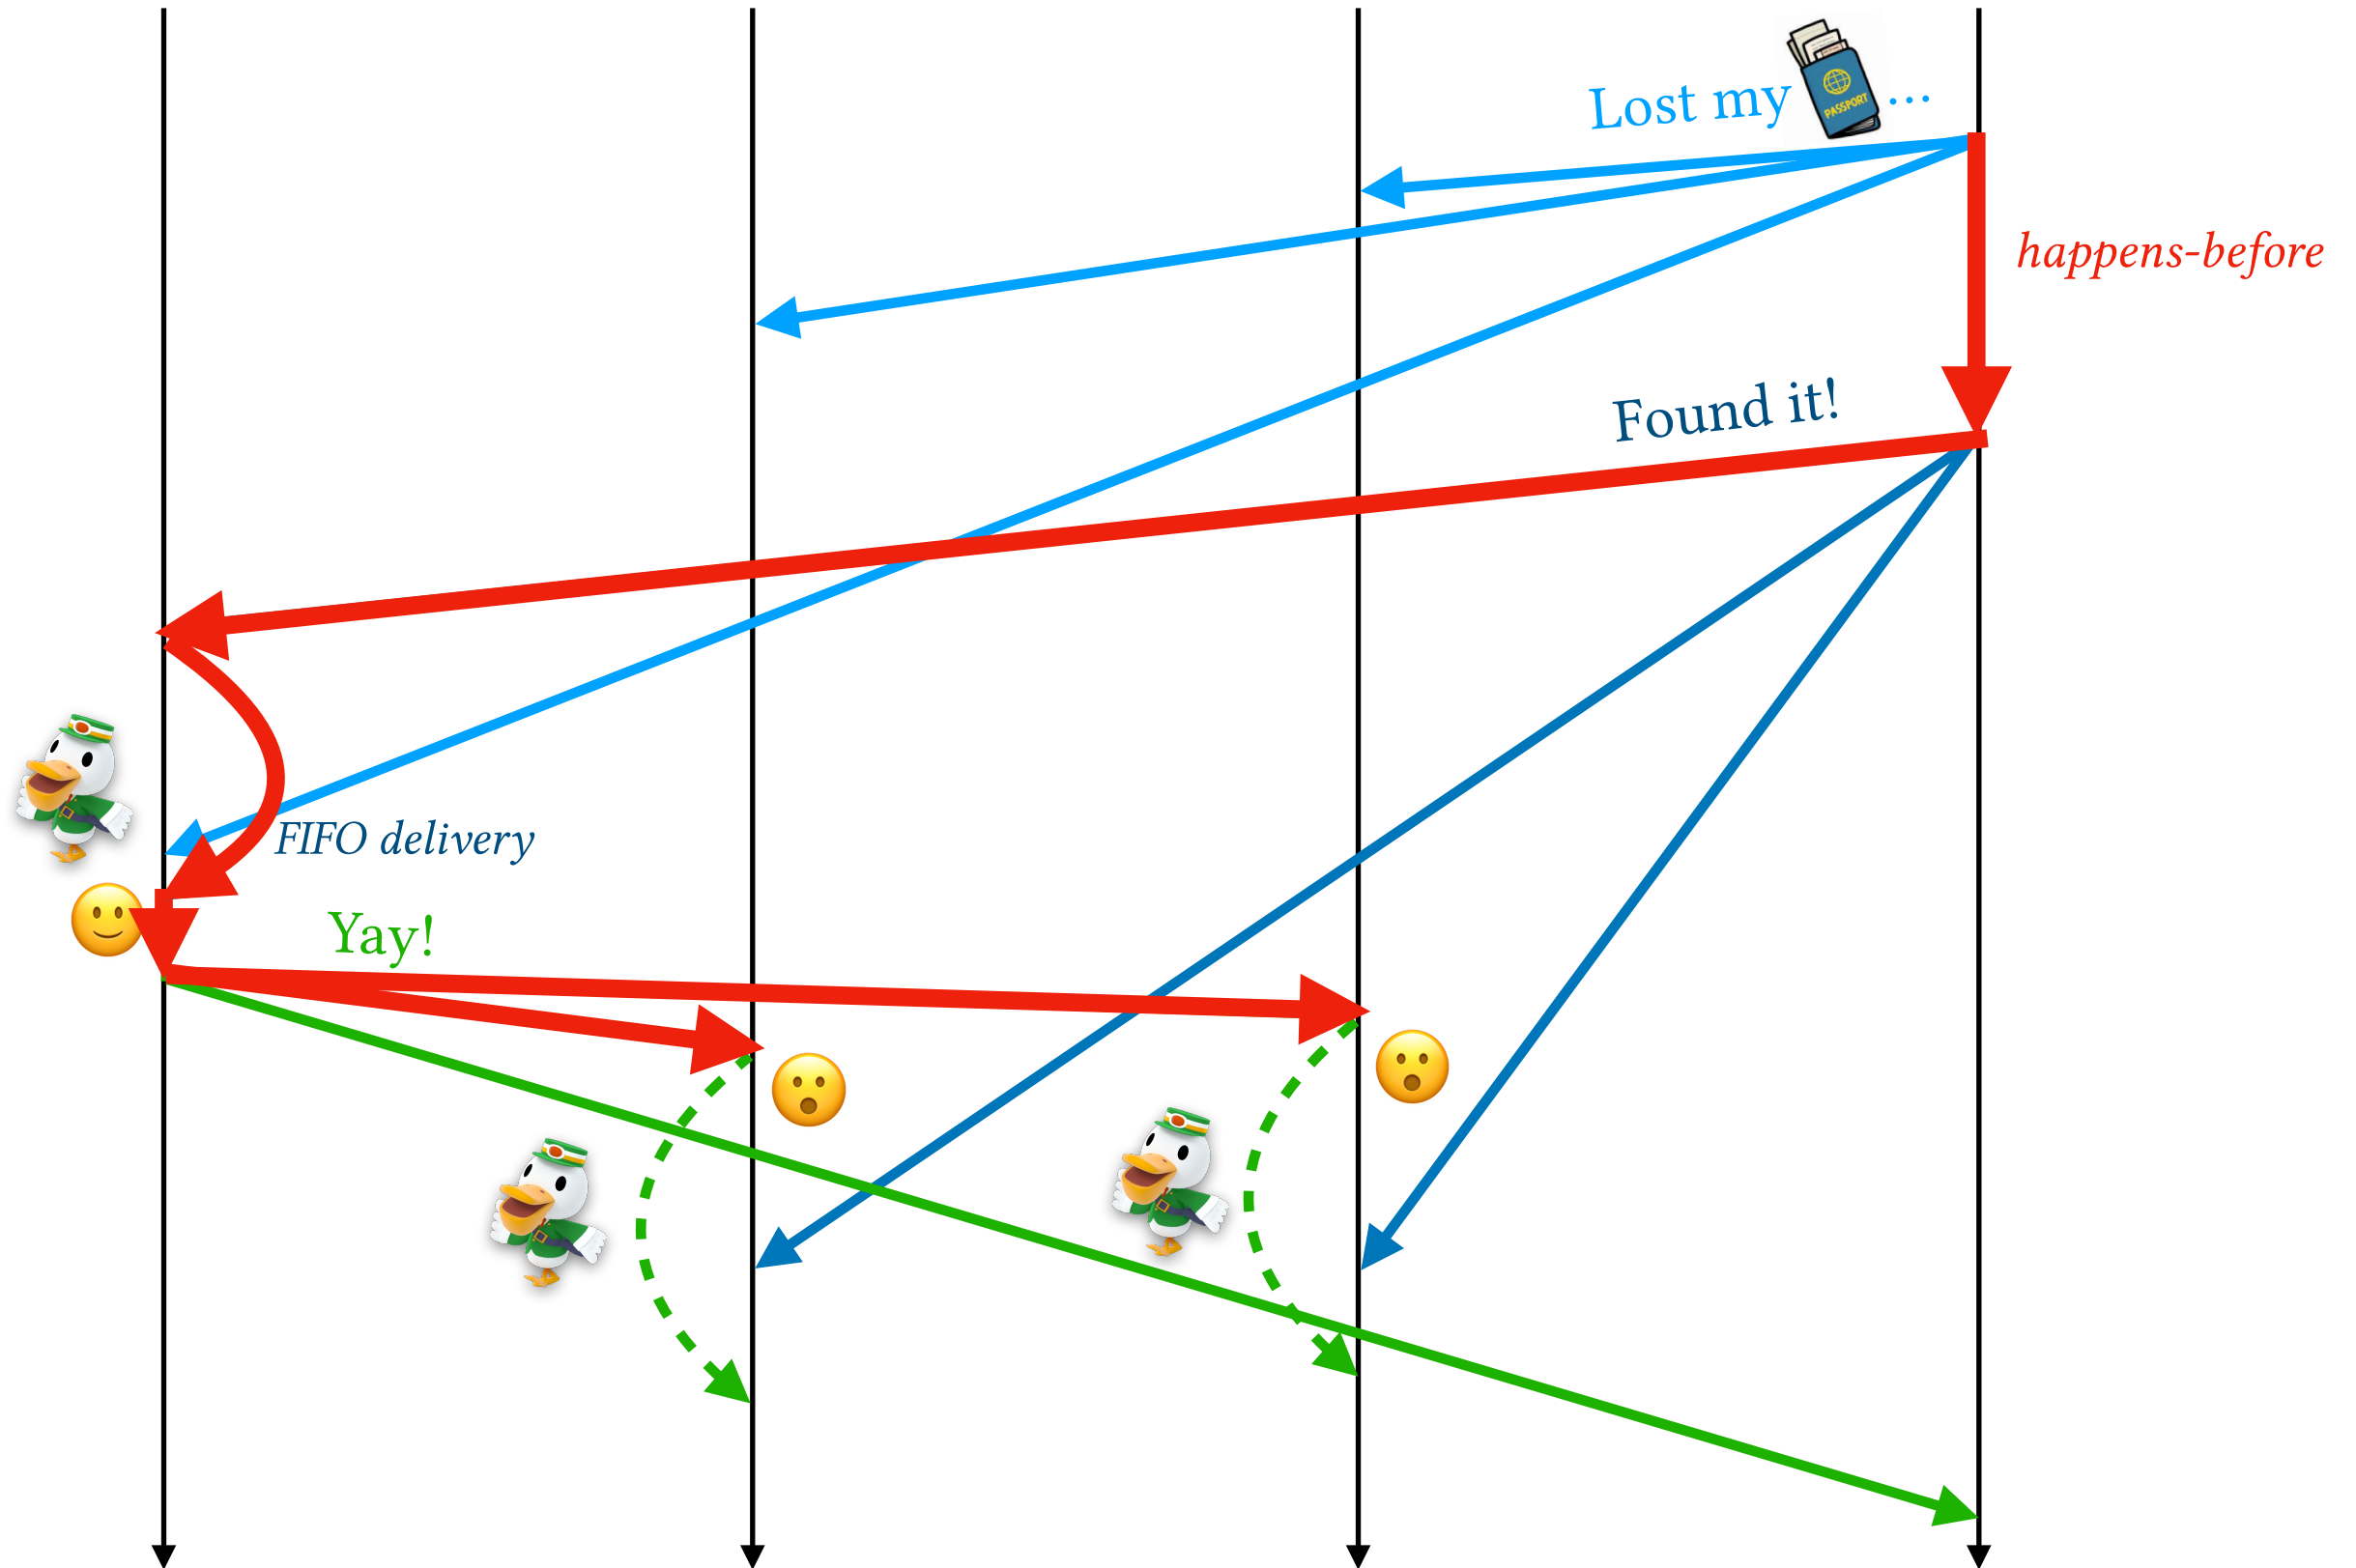 Lost my ...
PASSPORT
happens-before
Found it!
FIFO delivery
Yay!